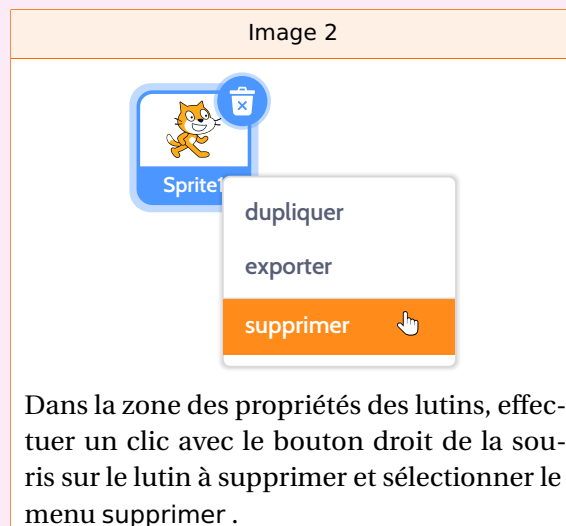 Image 2
Sprite1
dupliquer
exporter
supprimer
Dans la zone des propriétés des lutins, effec-
tuer un clic avec le bouton droit de la sou-
ris sur le lutin à supprimer et sélectionner le
menu supprimer .